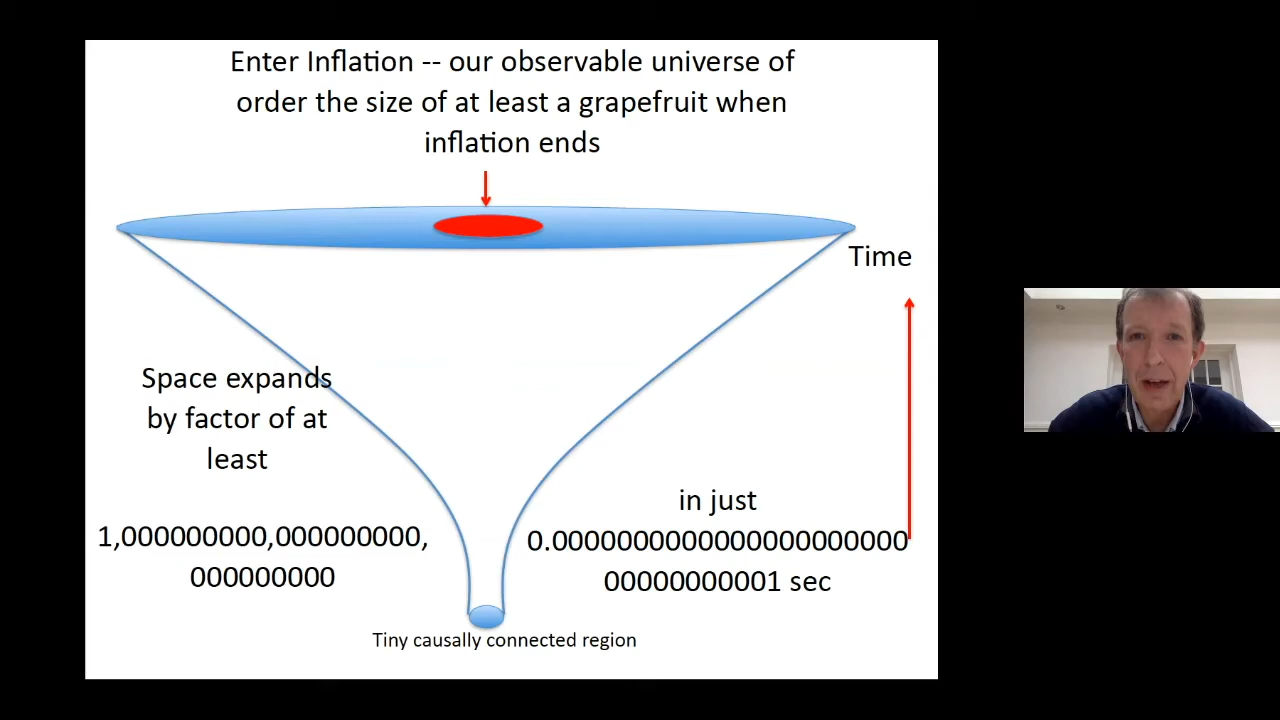 Enter Inflation -- our observable universe of
order the size of at least a grapefruit when
inflation ends
Time
Space expands
by factor of at
least
1,000000000,000000000,
000000000
in just
0.0000000000000000000000
00000000001 sec
Tiny causally connected region